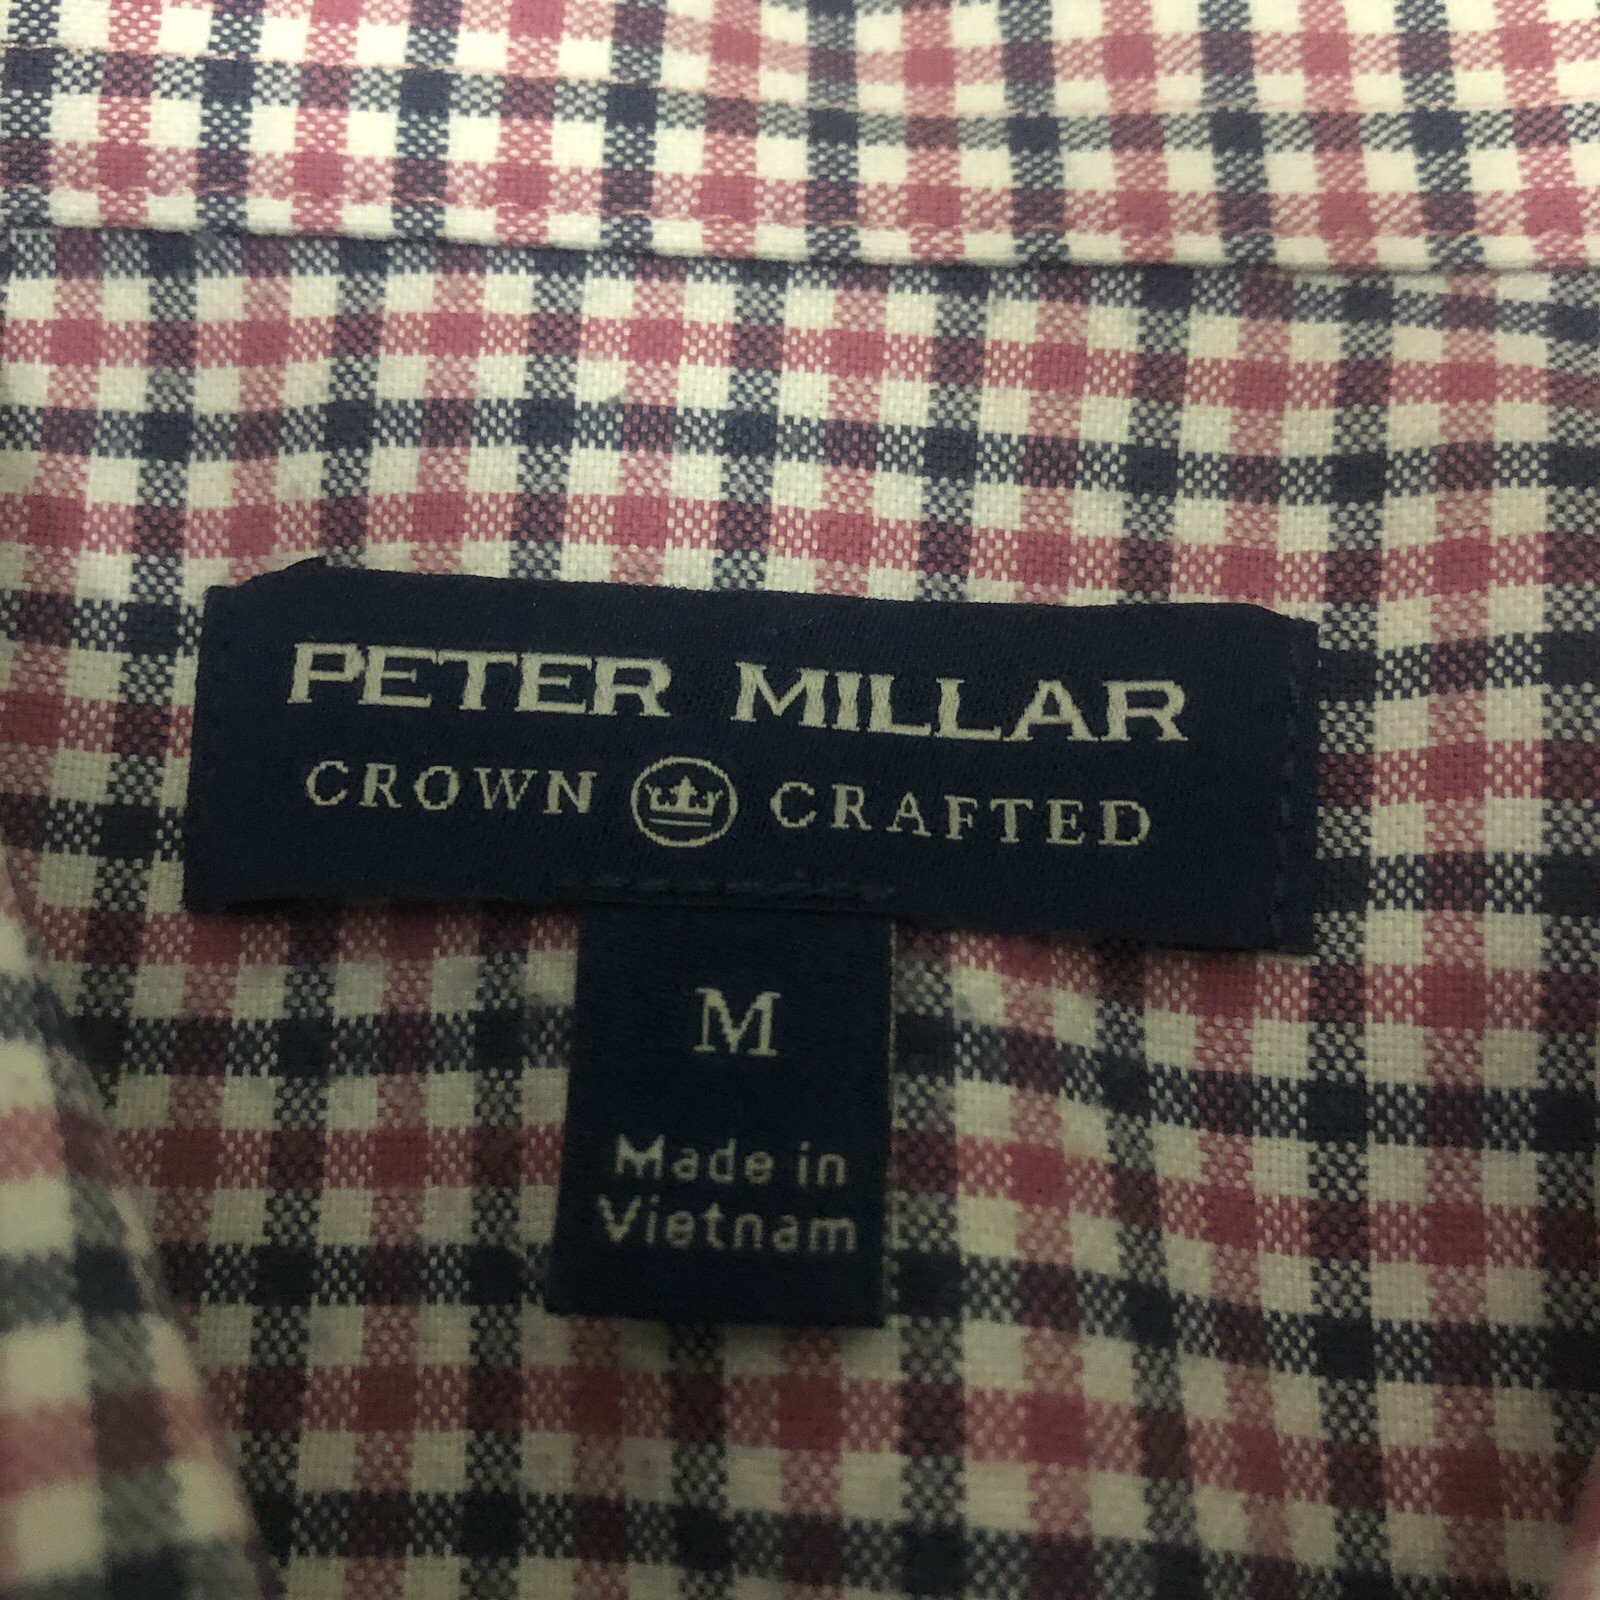 PETER MILLAR
CROWN CRAFTED
M
Made in
Vietnam